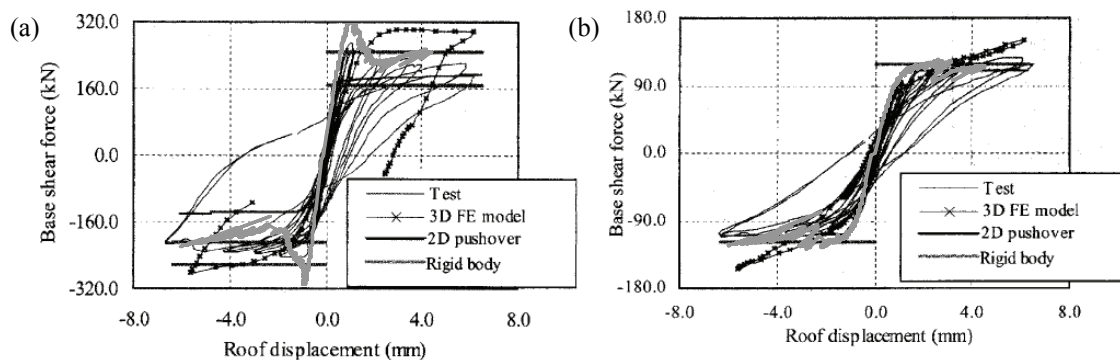 (a)
320.0
160.0
0.0
-160.0
-320.0
Base shear force (kN)
Test
3D FE model
2D pushover
Rigid body
-8.0 -4.0 0.0 4.0 8.0
Roof displacement (mm)
(b)
180.0
90.0
0.0
-90.0
-180.0
Base shear force (kN)
Test
3D FE model
2D pushover
Rigid body
-8.0 -4.0 0.0 4.0 8.0
Roof displacement (mm)